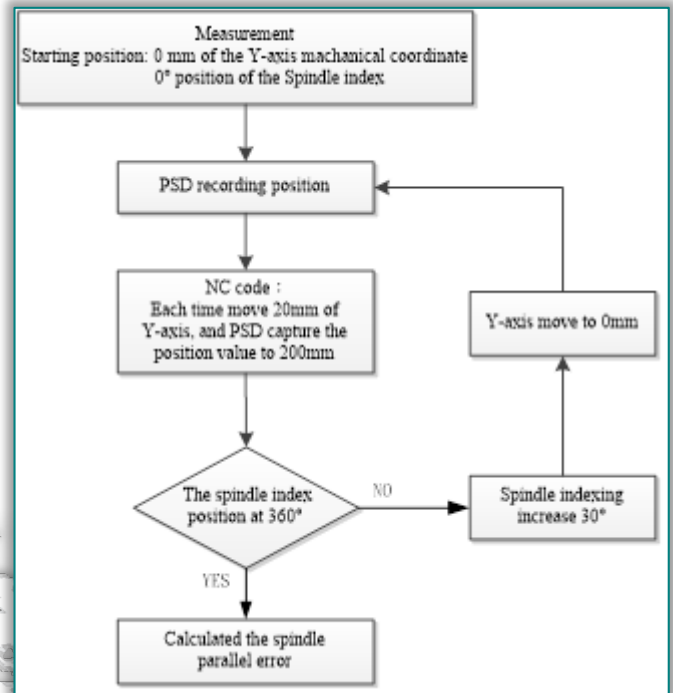 Measurement
Starting position: 0 mm of the Y-axis machanical coordinate
0° position of the Spindle index
PSD recording position
NC code：
Each time move 20mm of
Y-axis, and PSD capture the
position value to 200mm
Y-axis move to 0mm
The spindle index
position at 360°
NO
Spindle indexing
increase 30°
YES
Calculated the spindle
parallel error